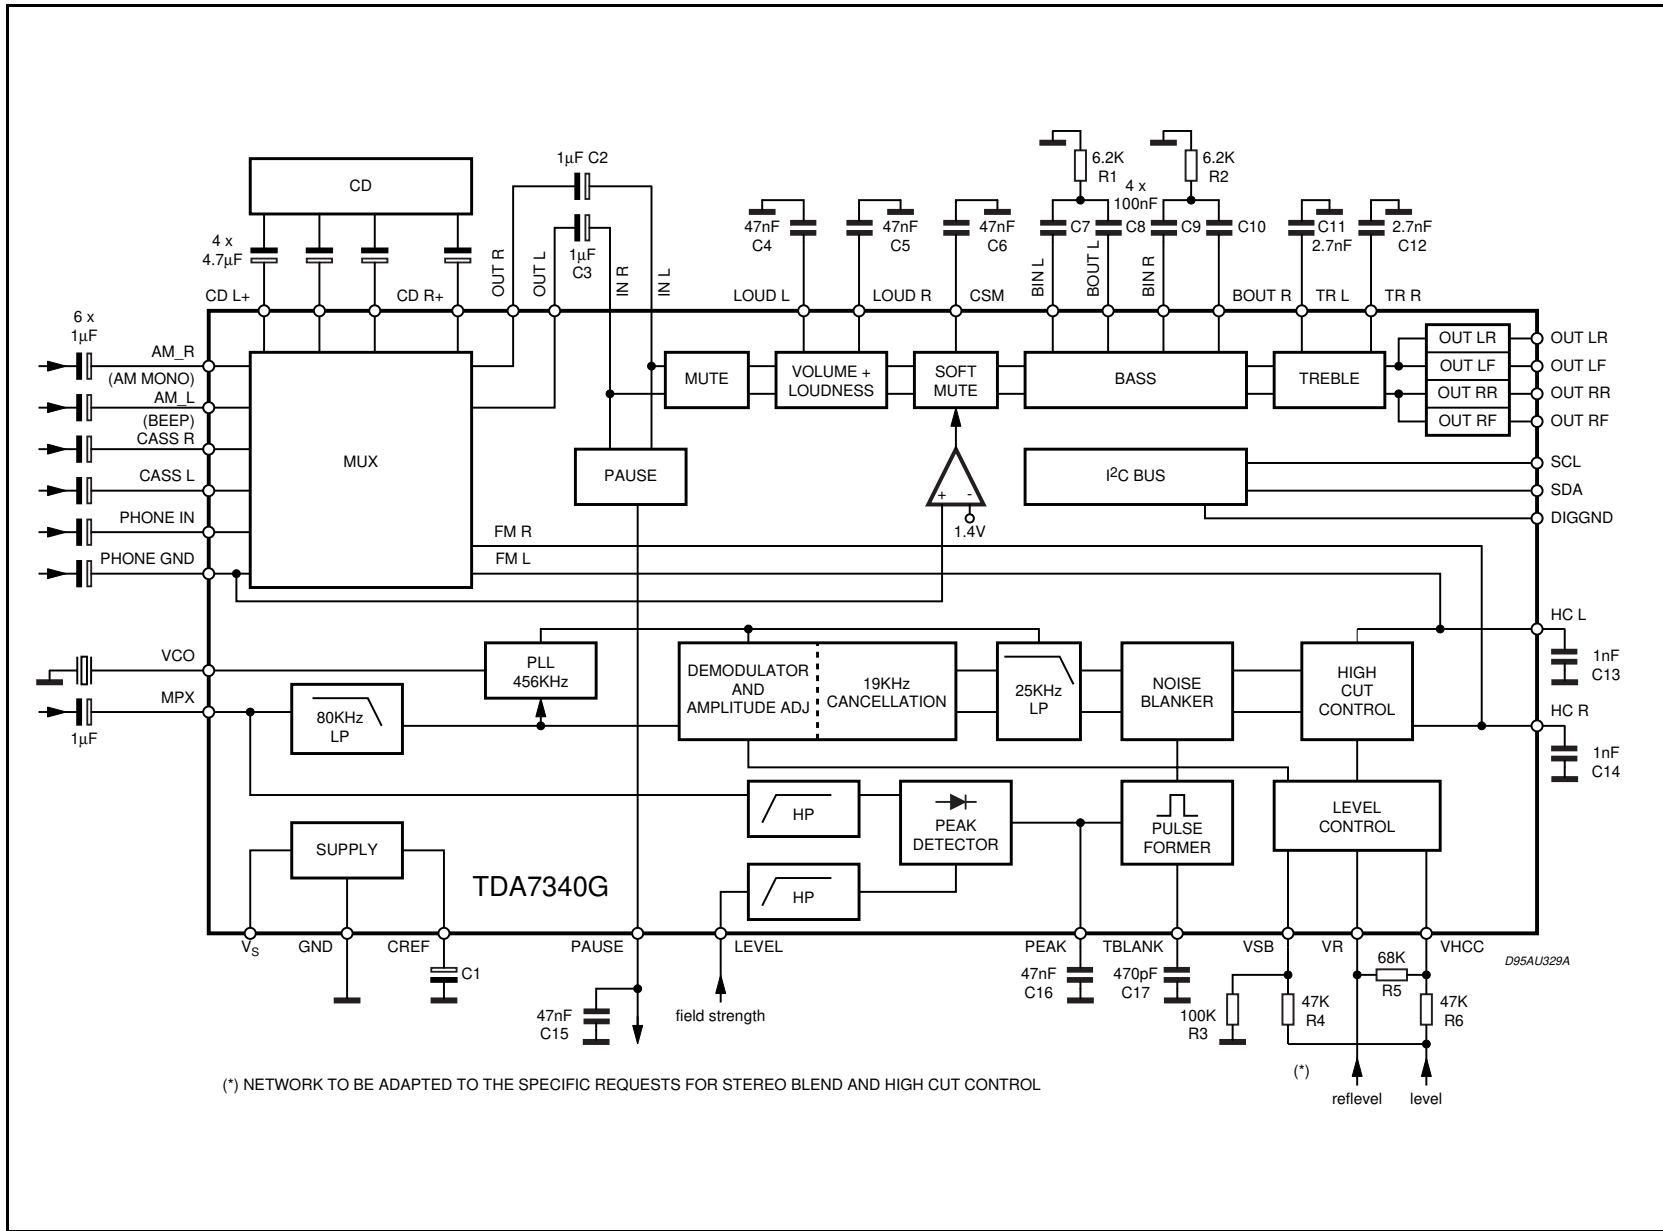 CD
4 x
4.7µF
CD L+
CD R+
OUT R
OUT L
1µF C2
1µF
C3
IN R
IN L
47nF
C4
LOUD L
47nF
C5
LOUD R
47nF
C6
CSM
6.2K
R1
4 x
100nF
6.2K
R2
C7
C8
C9
C10
BIN L
BOUT L
BIN R
BOUT R
C11
2.7nF
TR L
2.7nF
C12
TR R
6 x
1µF
AM_R
(AM MONO)
AM_L
(BEEP)
CASS R
CASS L
PHONE IN
PHONE GND
MUX
MUTE
VOLUME +
LOUDNESS
SOFT
MUTE
BASS
TREBLE
OUT LR
OUT LF
OUT RR
OUT RF
OUT LR
OUT LF
OUT RR
OUT RF
PAUSE
+
-
1.4V
I²C BUS
SCL
SDA
DIGGND
FM R
FM L
VCO
MPX
1µF
PLL
456KHz
80KHz
LP
DEMODULATOR
AND
AMPLITUDE ADJ
19KHz
CANCELLATION
25KHz
LP
NOISE
BLANKER
HIGH
CUT
CONTROL
HC L
1nF
C13
HC R
1nF
C14
HP
PEAK
DETECTOR
PULSE
FORMER
LEVEL
CONTROL
SUPPLY
HP
TDA7340G
VS
GND
CREF
PAUSE
LEVEL
PEAK
TBLANK
VSB
VR
VHCC
D95AU329A
C1
47nF
C15
field strength
47nF
C16
470pF
C17
100K
R3
47K
R4
68K
R5
47K
R6
(*)
reflevel
level
(*) NETWORK TO BE ADAPTED TO THE SPECIFIC REQUESTS FOR STEREO BLEND AND HIGH CUT CONTROL